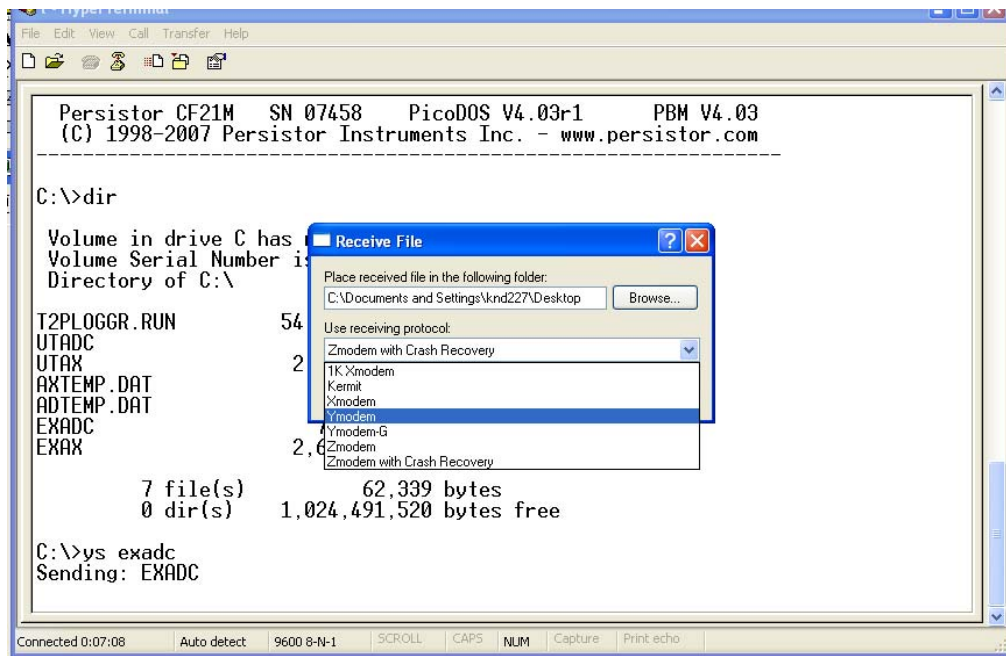 File Edit View Call Transfer Help
Persistor CF21M SN 07458 PicoDOS V4.03r1 PBM V4.03
(C) 1998-2007 Persistor Instruments Inc. - www.persistor.com
C:\>dir
Volume in drive C has
Volume Serial Number is
Directory of C:\
T2PLOGGR.RUN 54
UTADC
UTAX 2
AXTEMP.DAT
ADTEMP.DAT
EXADC
EXAX 2,6
7 file(s) 62,339 bytes
0 dir(s) 1,024,491,520 bytes free
C:\>ys exadc
Sending: EXADC
Receive File
Place received file in the following folder:
C:\Documents and Settings\knd227\Desktop Browse...
Use receiving protocol:
Zmodem with Crash Recovery
1K Xmodem
Kermit
Xmodem
Ymodem
Ymodem-G
Zmodem
Zmodem with Crash Recovery
Connected 0:07:08 Auto detect 9600 8-N-1 SCROLL CAPS NUM Capture Print echo